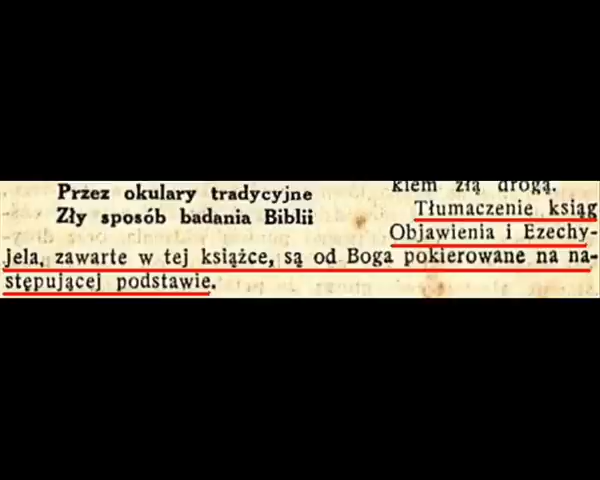 Przez okulary tradycyjne
Zły sposób badania Biblii
kiem złą drogą.
Tłumaczenie ksiąg
Objawienia i Ezechy-
jela, zawarte w tej książce, są od Boga pokierowane na na-
stępującej podstawie.